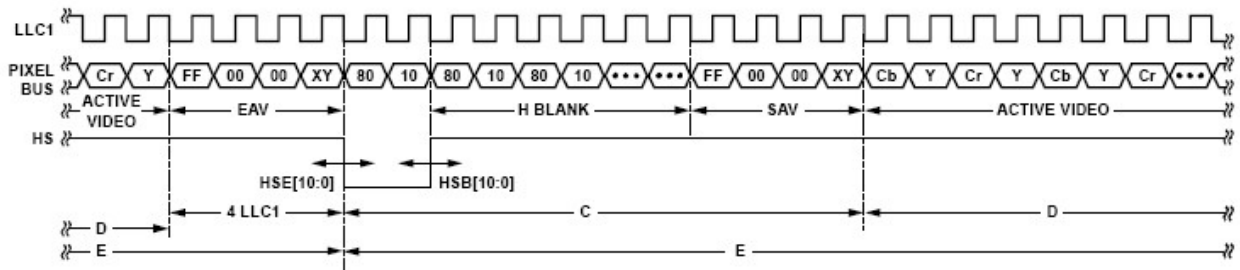 LLC1
PIXEL BUS Cr Y FF 00 00 XY 80 10 80 10 80 10 ••• ••• FF 00 00 XY Cb Y Cr Y Cb Y Cr •••
ACTIVE VIDEO EAV H BLANK SAV ACTIVE VIDEO
HS
HSE[10:0] HSB[10:0]
4 LLC1 C D
D
E E